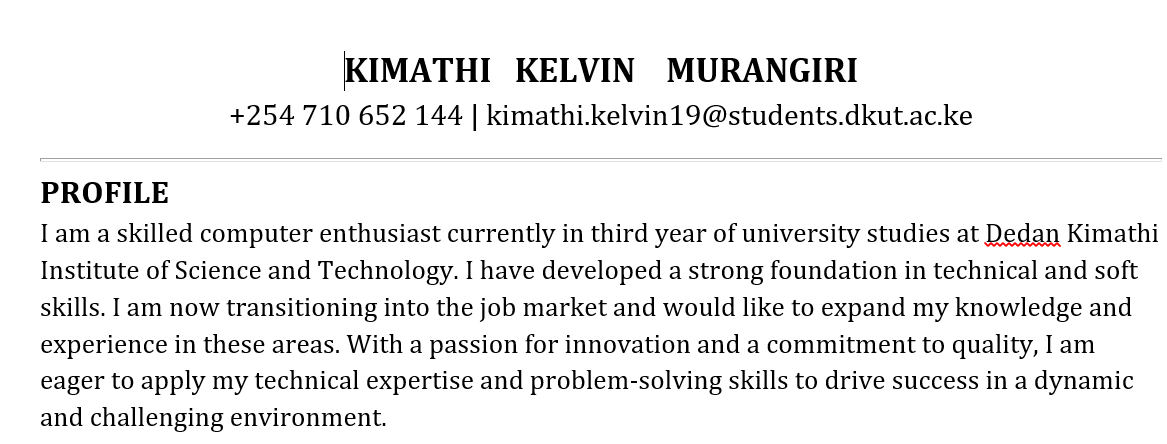 KIMATHI KELVIN MURANGIRI
+254 710 652 144 | kimathi.kelvin19@students.dkut.ac.ke
PROFILE
I am a skilled computer enthusiast currently in third year of university studies at Dedan Kimathi
Institute of Science and Technology. I have developed a strong foundation in technical and soft
skills. I am now transitioning into the job market and would like to expand my knowledge and
experience in these areas. With a passion for innovation and a commitment to quality, I am
eager to apply my technical expertise and problem-solving skills to drive success in a dynamic
and challenging environment.